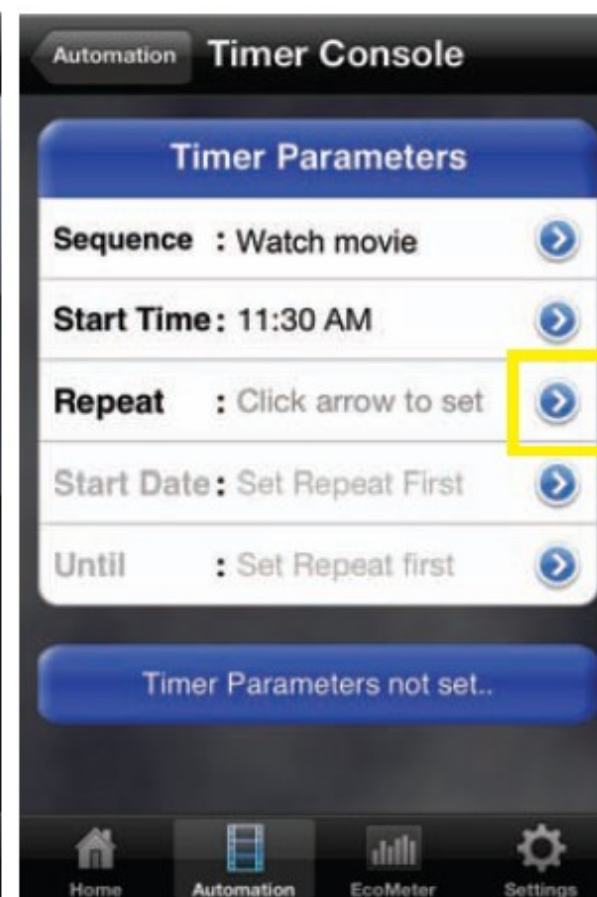 Automation Timer Console
Timer Parameters
Sequence : Watch movie
Start Time : 11:30 AM
Repeat : Click arrow to set
Start Date : Set Repeat First
Until : Set Repeat first
Timer Parameters not set..
Home Automation EcoMeter Settings